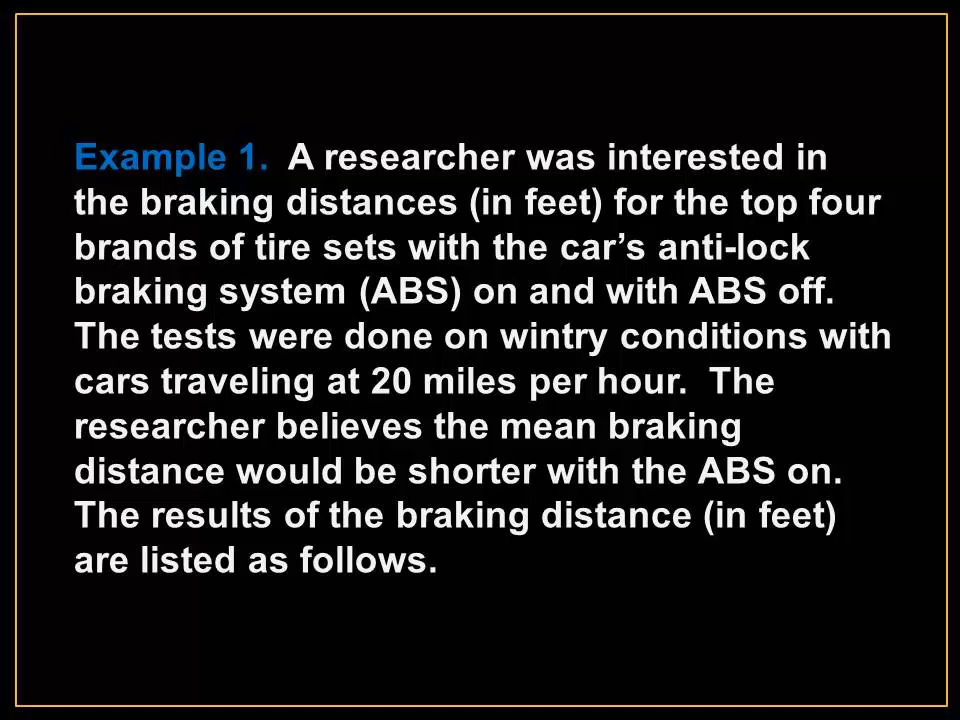 Example 1.  A researcher was interested in
the braking distances (in feet) for the top four
brands of tire sets with the car’s anti-lock
braking system (ABS) on and with ABS off.
The tests were done on wintry conditions with
cars traveling at 20 miles per hour.  The
researcher believes the mean braking
distance would be shorter with the ABS on.
The results of the braking distance (in feet)
are listed as follows.